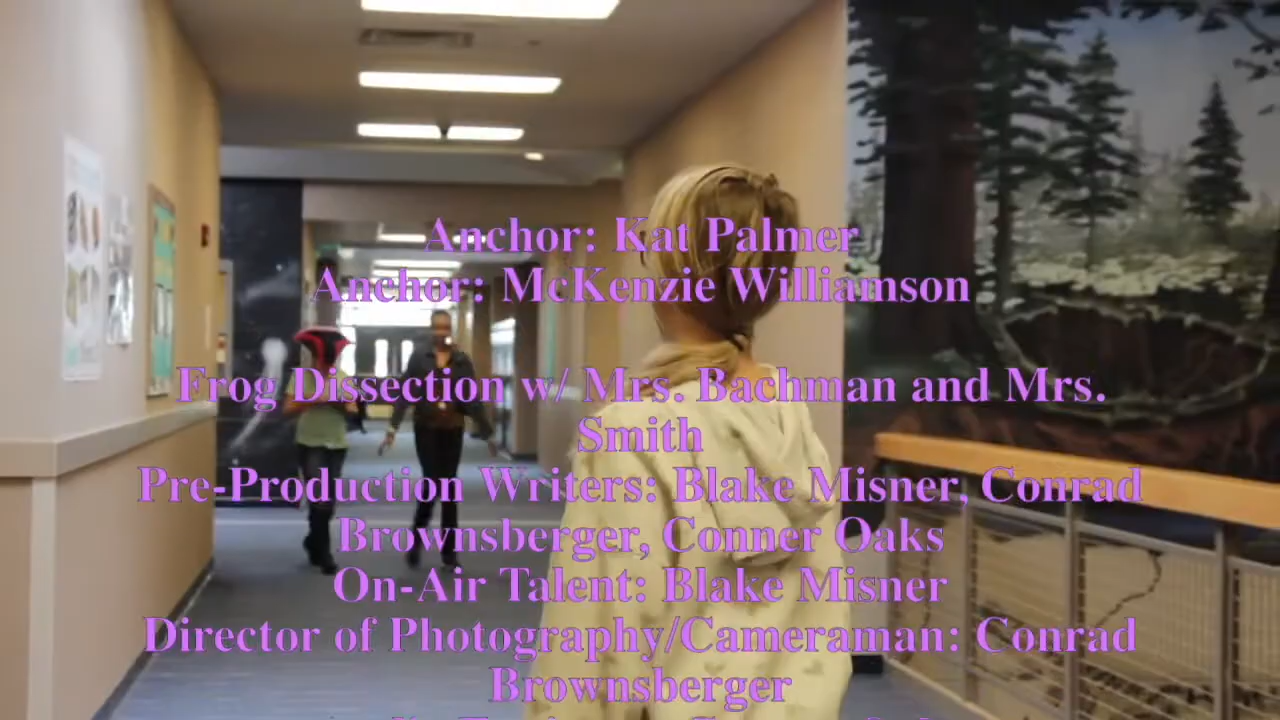 Anchor: Kat Palmer
Anchor: McKenzie Williamson
Frog Dissection w/ Mrs. Bachman and Mrs.
Smith
Pre-Production Writers: Blake Misner, Conrad
Brownsberger, Conner Oaks
On-Air Talent: Blake Misner
Director of Photography/Cameraman: Conrad
Brownsberger